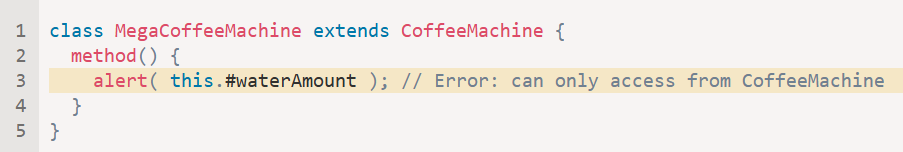 1 class MegaCoffeeMachine extends CoffeeMachine {
2   method() {
3     alert( this.#waterAmount ); // Error: can only access from CoffeeMachine
4   }
5 }